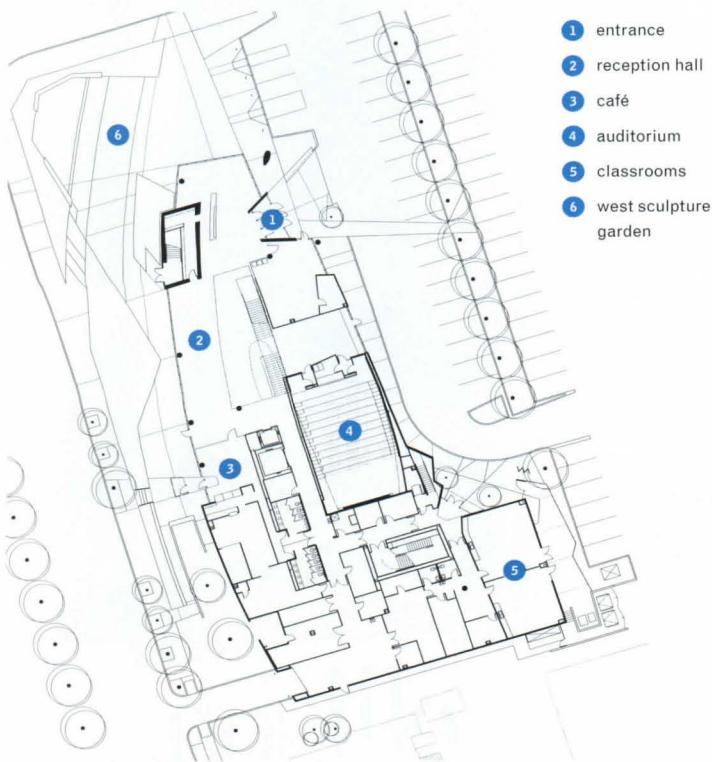 1 entrance
2 reception hall
3 café
4 auditorium
5 classrooms
6 west sculpture
garden
6
1
2
4
3
5